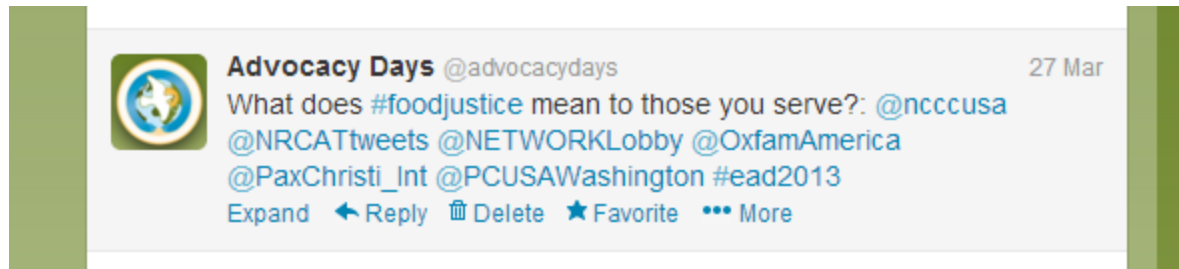 Advocacy Days @advocacydays 27 Mar
What does #foodjustice mean to those you serve?: @ncccusa
@NRCATtweets @NETWORKLobby @OxfamAmerica
@PaxChristi_Int @PCUSAWashington #ead2013
Expand Reply Delete Favorite More